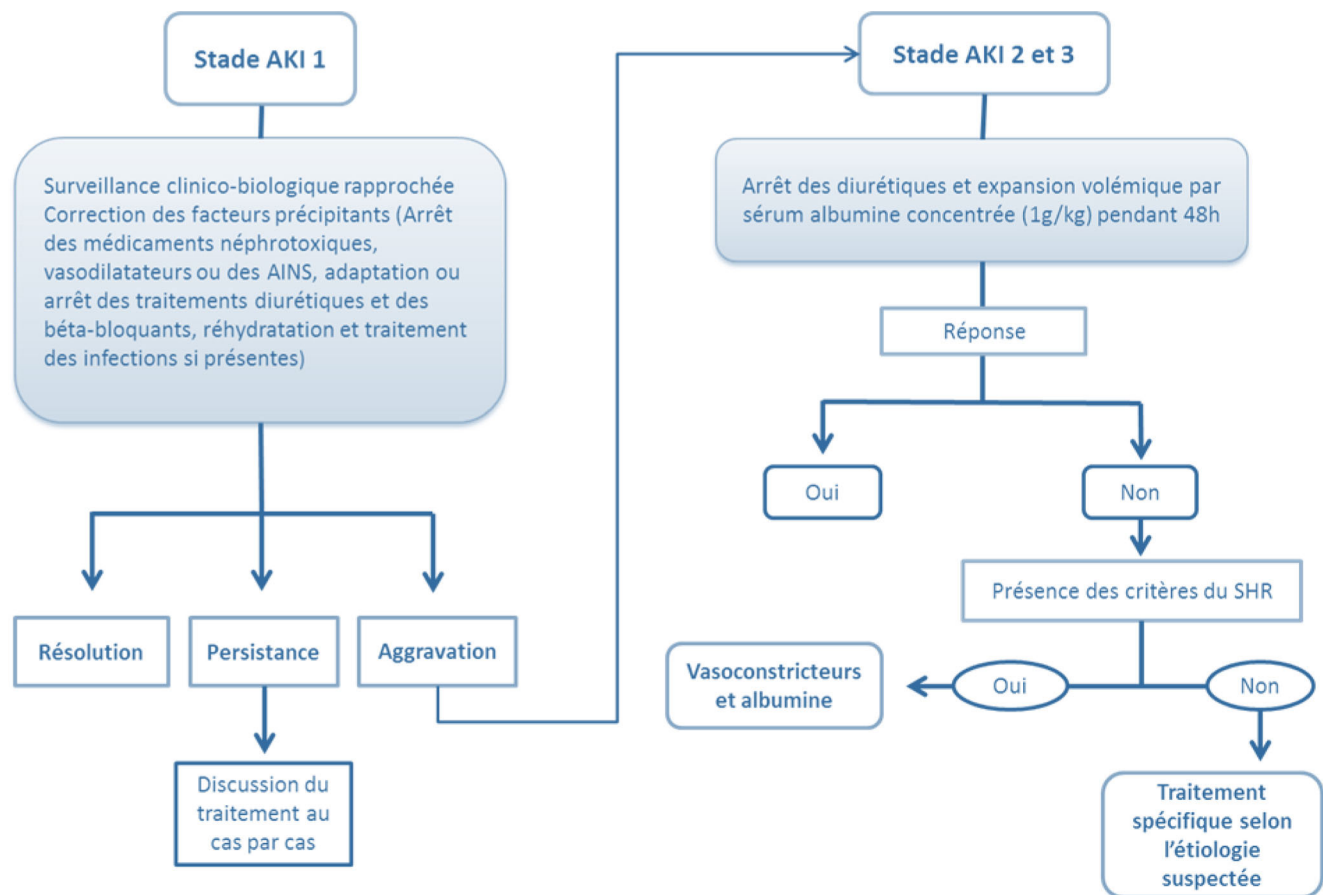 Stade AKI 1
Surveillance clinico-biologique rapprochée
Correction des facteurs précipitants (Arrêt
des médicaments néphrotoxiques,
vasodilatateurs ou des AINS, adaptation ou
arrêt des traitements diurétiques et des
béta-bloquants, réhydratation et traitement
des infections si présentes)
Résolution
Persistance
Aggravation
Discussion du
traitement au
cas par cas
Stade AKI 2 et 3
Arrêt des diurétiques et expansion volémique par
sérum albumine concentrée (1g/kg) pendant 48h
Réponse
Oui
Non
Présence des critères du SHR
Oui
Non
Vasoconstricteurs
et albumine
Traitement
spécifique selon
l’étiologie
suspectée